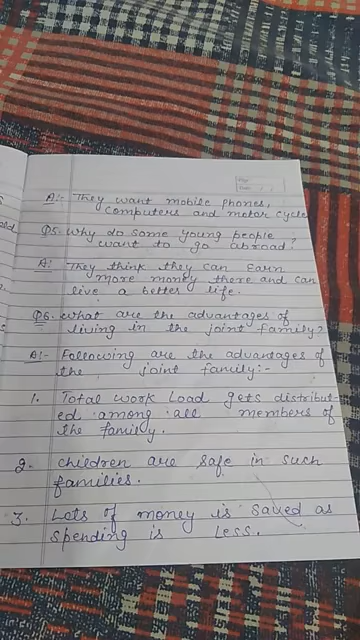 A:- They want mobile phones,
computers and motor cycle
Q5. Why do some young people
want to go abroad?
A:- They think they can earn
more money there and can
live a better life.
Q6. What are the advantages of
living in the joint family?
A:- Following are the advantages of
the joint family:-
1. Total work load gets distribut-
ed among all members of
the family.
2. children are safe in such
families.
3. Lots of money is saved as
spending is less.